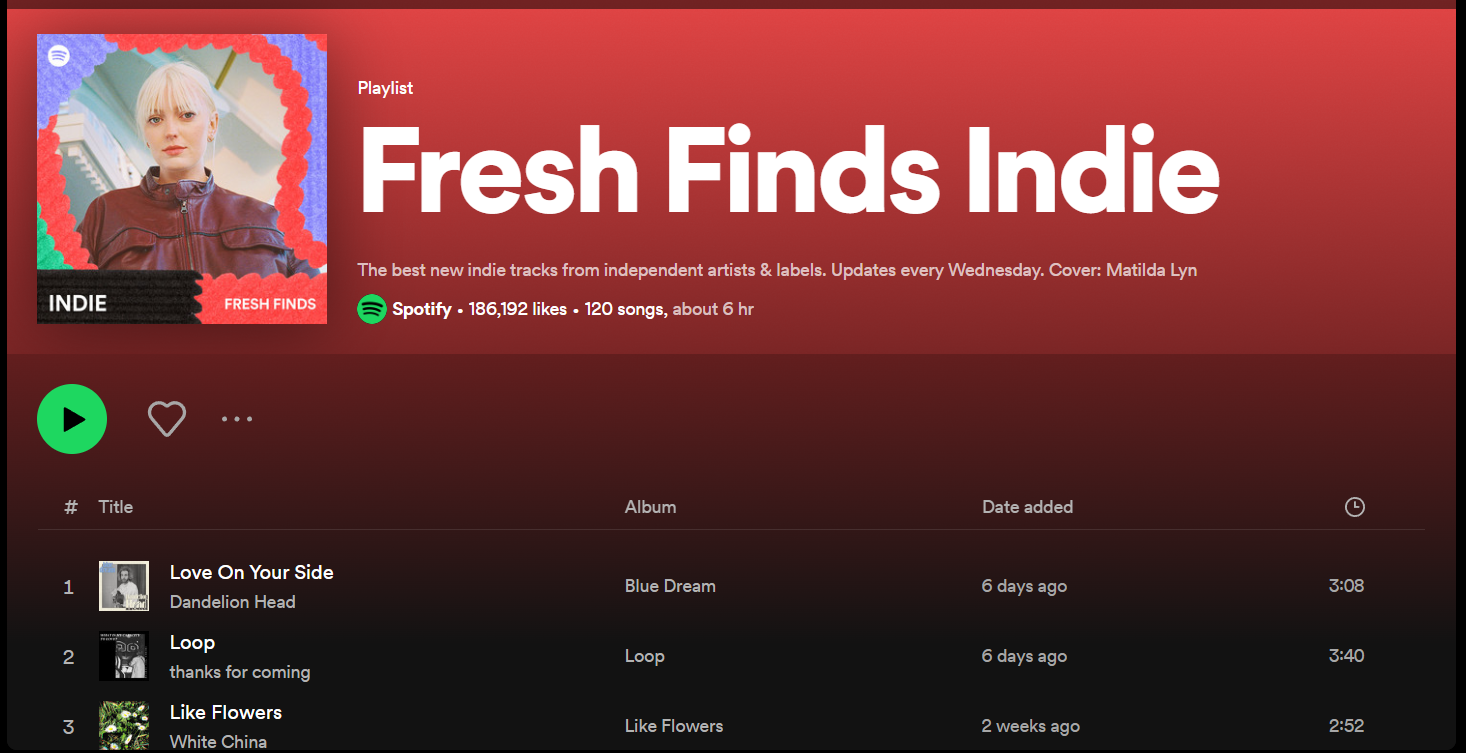 Playlist
Fresh Finds Indie
The best new indie tracks from independent artists & labels. Updates every Wednesday. Cover: Matilda Lyn
Spotify • 186,192 likes • 120 songs, about 6 hr
INDIE FRESH FINDS
# Title Album Date added
1 Love On Your Side Blue Dream 6 days ago 3:08
Dandelion Head
2 Loop Loop 6 days ago 3:40
thanks for coming
3 Like Flowers Like Flowers 2 weeks ago 2:52
White China